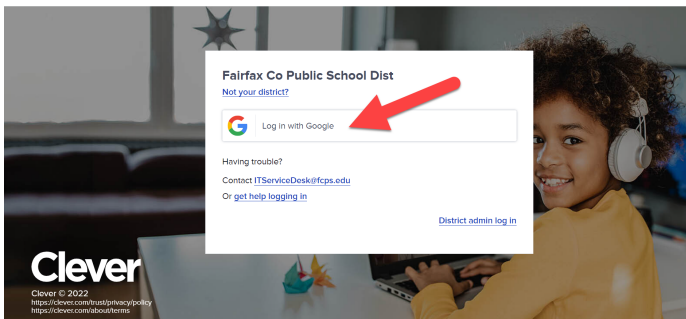 Fairfax Co Public School Dist
Not your district?
Log in with Google
Having trouble?
Contact ITServiceDesk@fcps.edu
Or get help logging in
District admin log in
Clever
Clever © 2022
https://clever.com/trust/privacy/policy
https://clever.com/about/terms